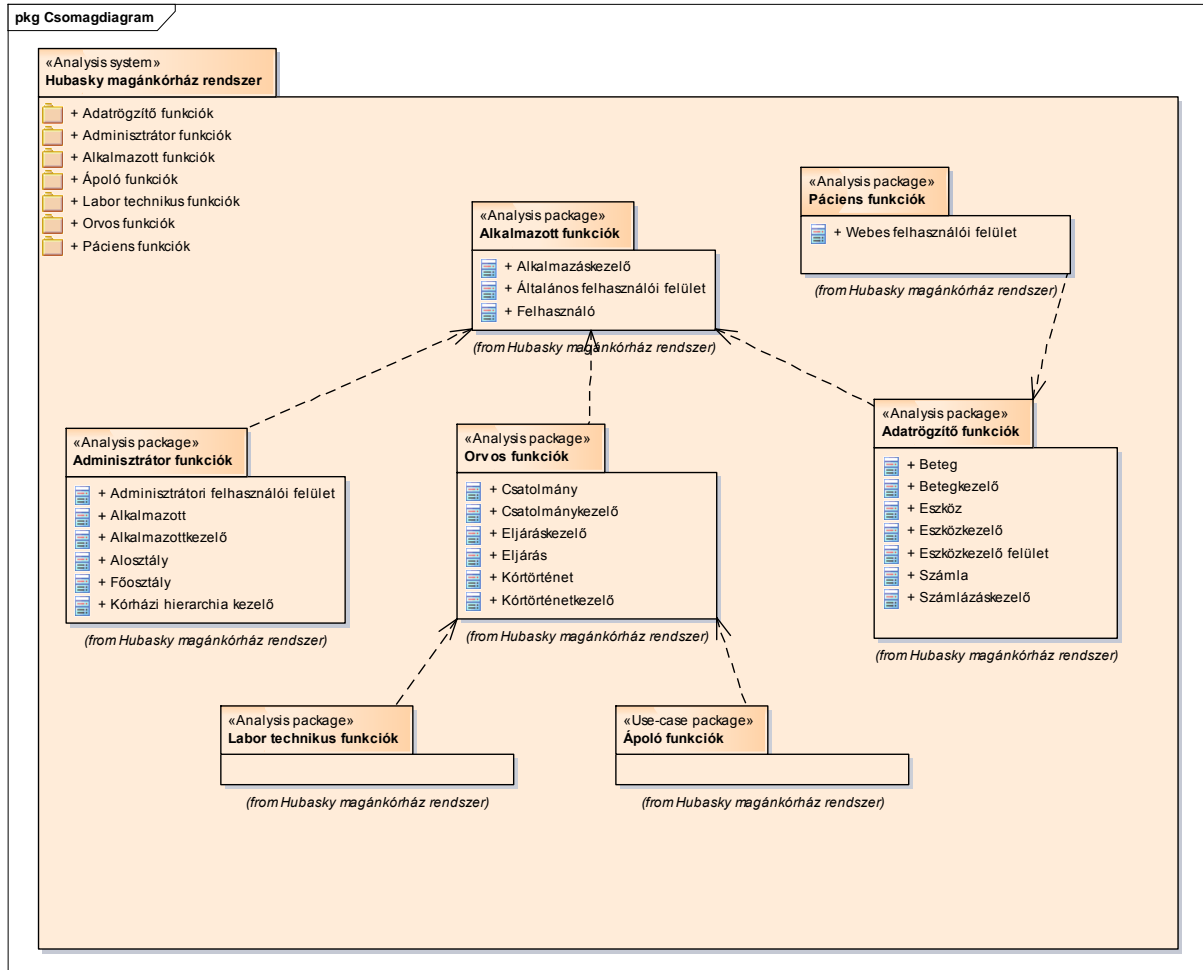 pkg Csomagdiagram
«Analysis system»
Hubasky magánkórház rendszer
+ Adatrögzítő funkciók
+ Adminisztrátor funkciók
+ Alkalmazott funkciók
+ Ápoló funkciók
+ Labor technikus funkciók
+ Orvos funkciók
+ Páciens funkciók
«Analysis package»
Páciens funkciók
+ Webes felhasználói felület
(from Hubasky magánkórház rendszer)
«Analysis package»
Alkalmazott funkciók
+ Alkalmazáskezelő
+ Általános felhasználói felület
+ Felhasználó
(from Hubasky magánkórház rendszer)
«Analysis package»
Adminisztrátor funkciók
+ Adminisztrátori felhasználói felület
+ Alkalmazott
+ Alkalmazottkezelő
+ Alosztály
+ Főosztály
+ Kórházi hierarchia kezelő
(from Hubasky magánkórház rendszer)
«Analysis package»
Orvos funkciók
+ Csatolmány
+ Csatolmánykezelő
+ Eljáráskezelő
+ Eljárás
+ Kórtörténet
+ Kórtörténetkezelő
(from Hubasky magánkórház rendszer)
«Analysis package»
Adatrögzítő funkciók
+ Beteg
+ Betegkezelő
+ Eszköz
+ Eszközkezelő
+ Eszközkezelő felület
+ Számla
+ Számlázáskezelő
(from Hubasky magánkórház rendszer)
«Analysis package»
Labor technikus funkciók
(from Hubasky magánkórház rendszer)
«Use-case package»
Ápoló funkciók
(from Hubasky magánkórház rendszer)